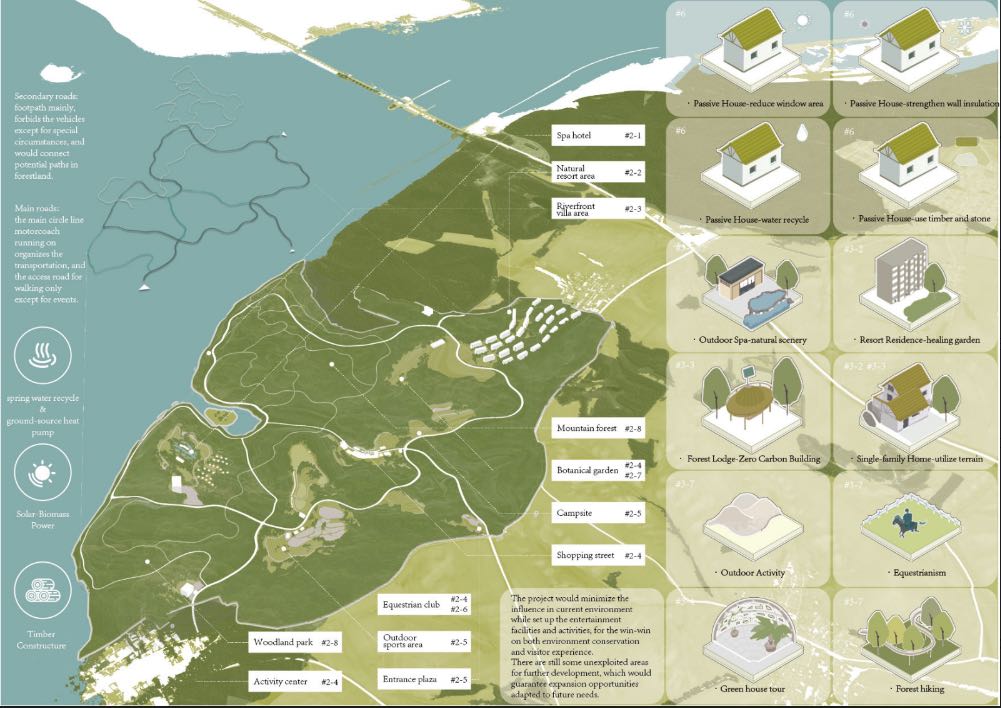 Secondary roads:
footpath mainly,
forbids the vehicles
except for special
circumstances, and
would connect
potential paths in
forestland.
Main roads:
the main circle line
motorcoach
running on
organizes the
transportation, and
the access road for
walking only
except for events.
spring water recycle
&
ground-source heat
pump
Solar-Biomass
Power
Timber
Constructure
Spa hotel #2-1
Natural
resort area #2-2
Riverfront
villa area #2-3
Mountain forest #2-8
Botanical garden #2-4
#2-7
Campsite #2-5
Shopping street #2-4
Equestrian club #2-4
#2-6
Woodland park #2-8
Outdoor
sports area #2-5
Activity center #2-4
Entrance plaza #2-5
The project would minimize the
influence in current environment
while set up the entertainment
facilities and activities, for the win-win
on both environment conservation
and visitor experience.
There are still some unexploited areas
for further development, which would
guarantee expansion opportunities
adapted to future needs.
#6
· Passive House-reduce window area
#6
· Passive House-strengthen wall insulation
#6
· Passive House-water recycle
#6
· Passive House-use timber and stone
· Outdoor Spa-natural scenery
#3-2
· Resort Residence-healing garden
#3-3
· Forest Lodge-Zero Carbon Building
#3-2 #3-3
· Single-family Home-utilize terrain
#3-7
· Outdoor Activity
#3-7
· Equestrianism
· Green house tour
#3-7
· Forest hiking